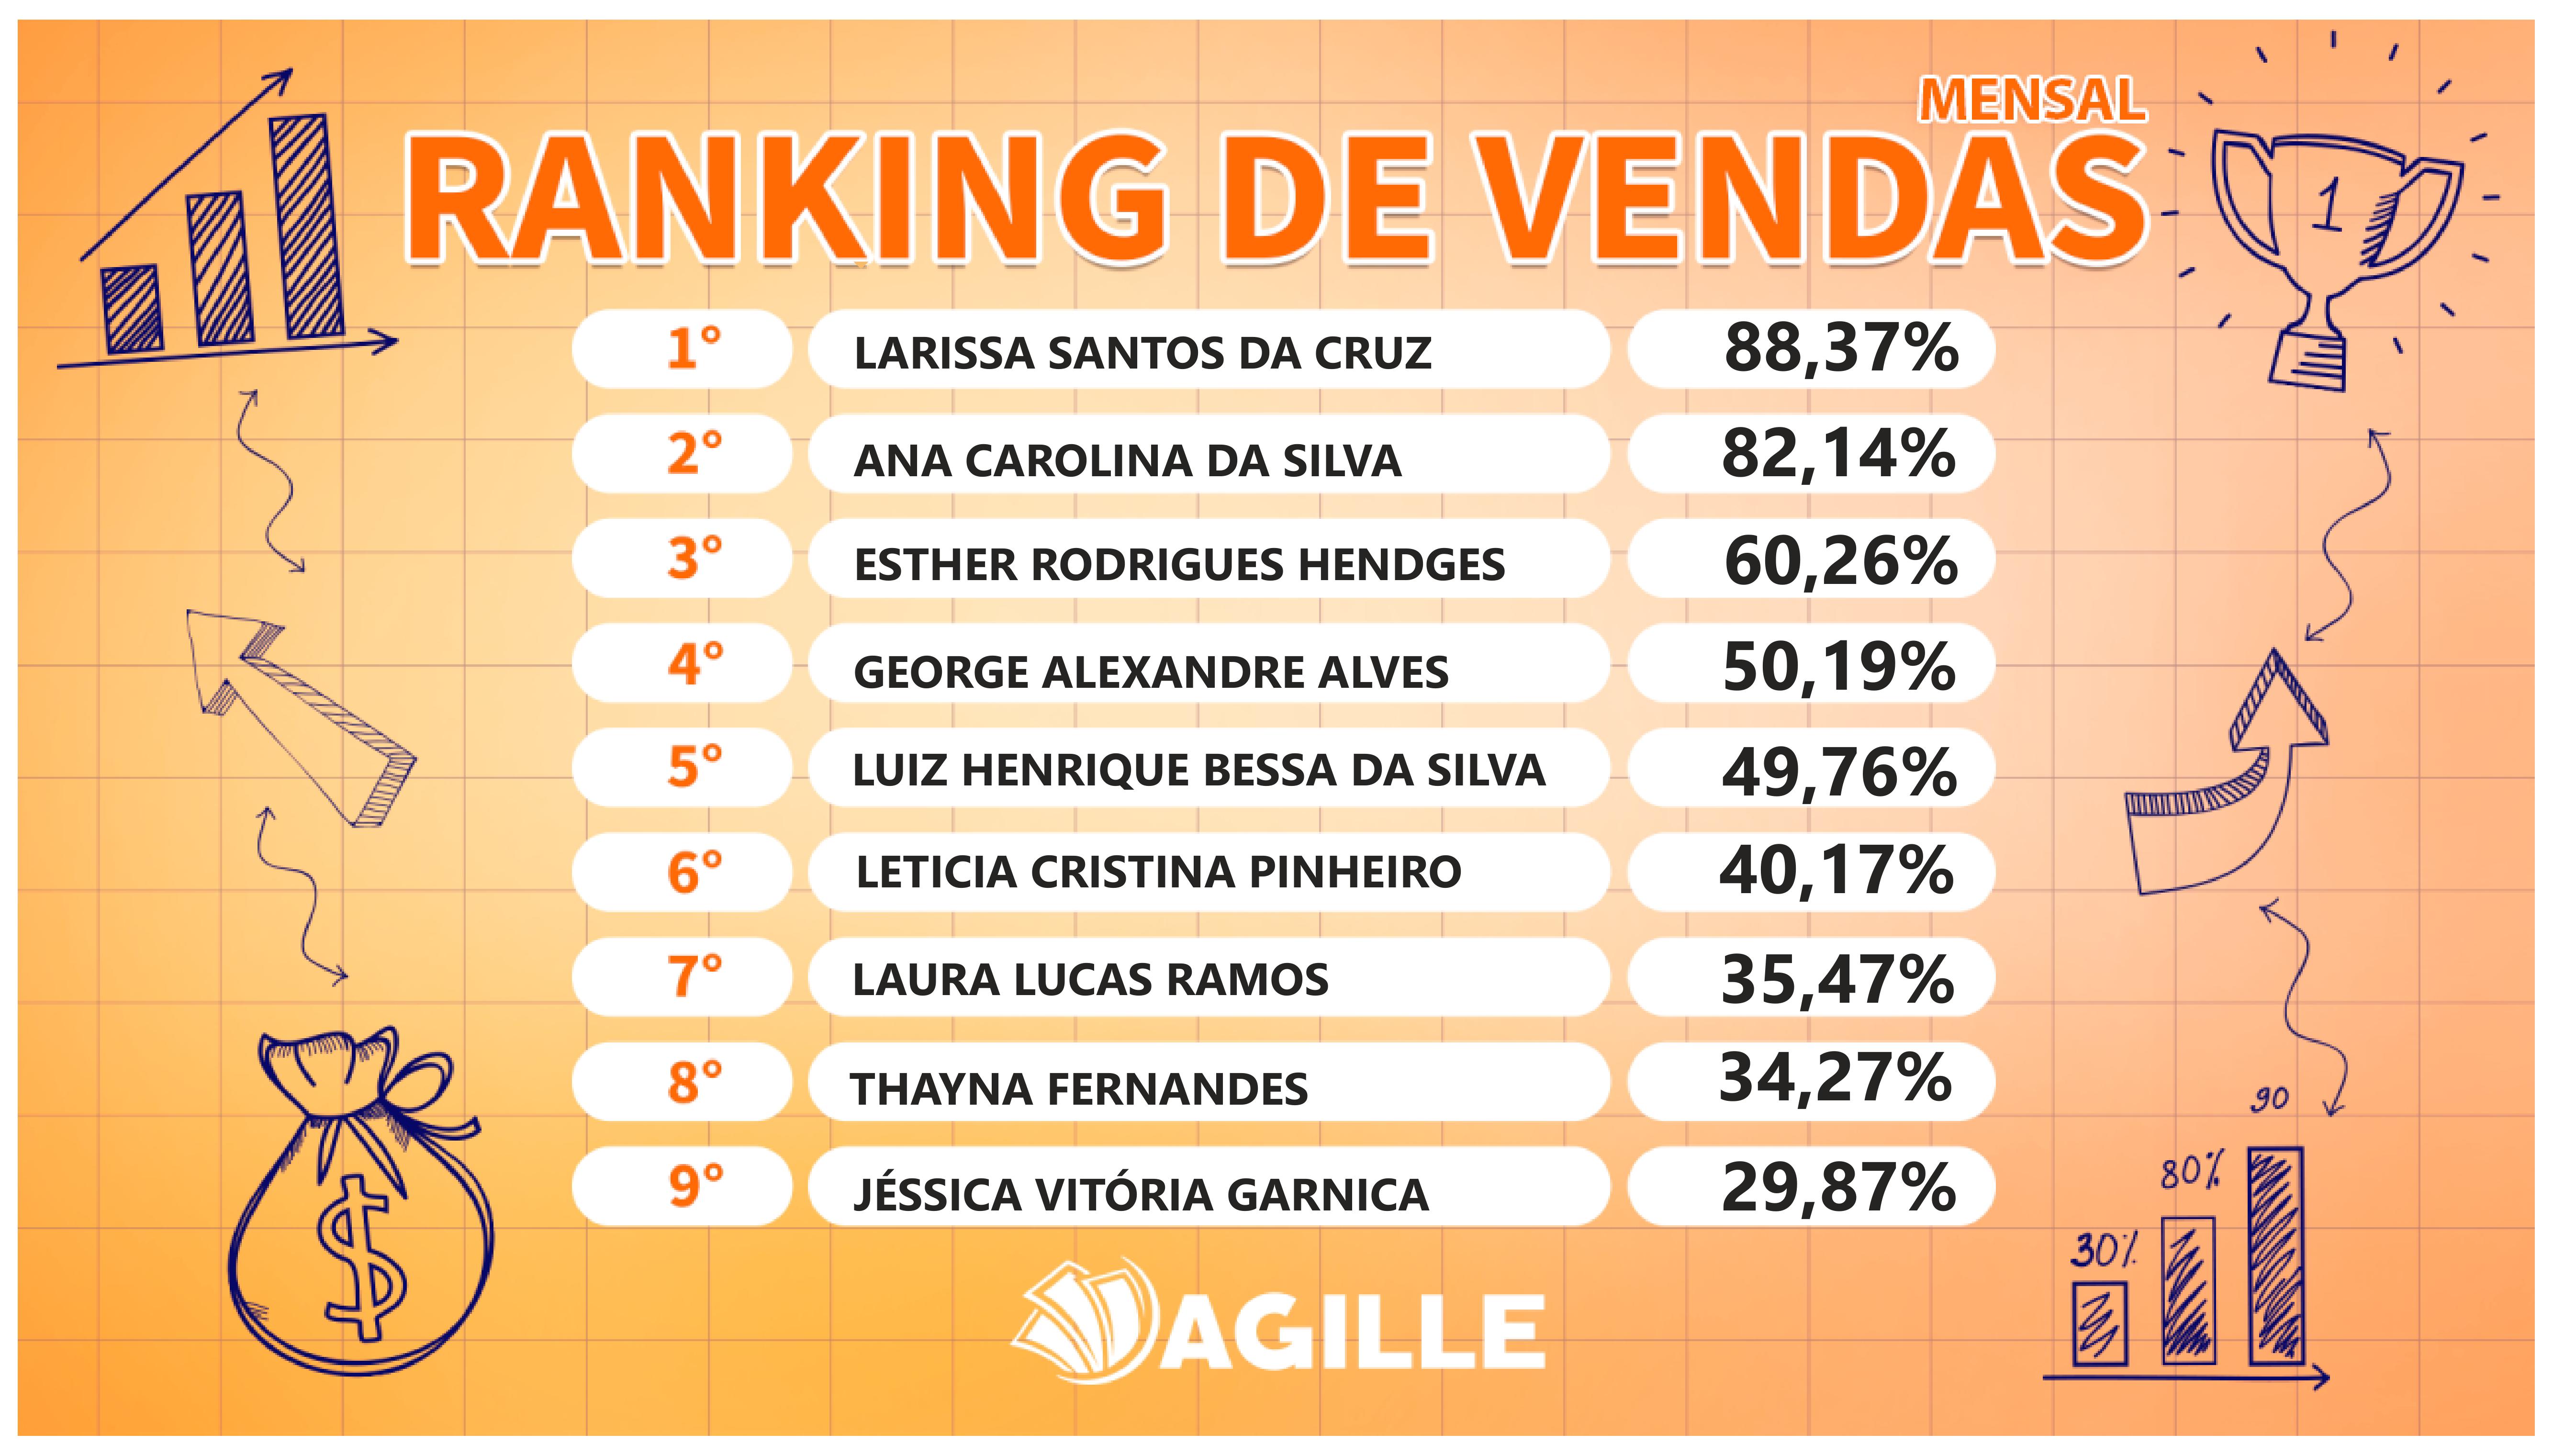 MENSAL
RANKING DE VENDAS
1
1° LARISSA SANTOS DA CRUZ 88,37%
2° ANA CAROLINA DA SILVA 82,14%
3° ESTHER RODRIGUES HENDGES 60,26%
4° GEORGE ALEXANDRE ALVES 50,19%
5° LUIZ HENRIQUE BESSA DA SILVA 49,76%
6° LETICIA CRISTINA PINHEIRO 40,17%
7° LAURA LUCAS RAMOS 35,47%
8° THAYNA FERNANDES 34,27%
9° JÉSSICA VITÓRIA GARNICA 29,87%
$
30%
80%
90
AGILLE